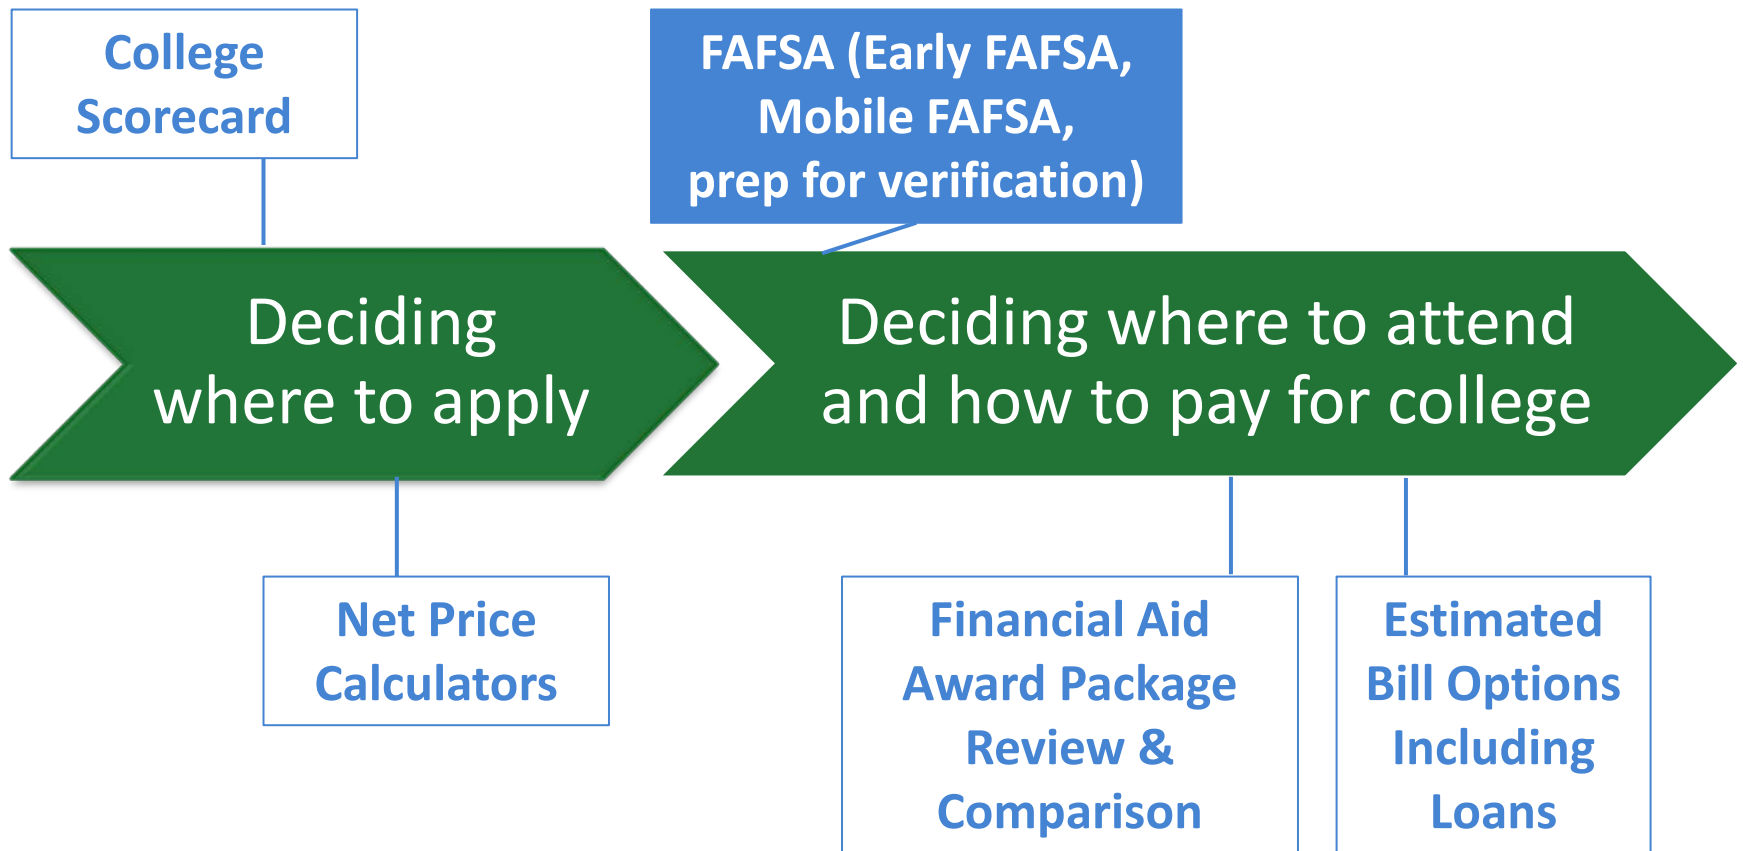 College
Scorecard
FAFSA (Early FAFSA,
Mobile FAFSA,
prep for verification)
Deciding
where to apply
Deciding where to attend
and how to pay for college
Net Price
Calculators
Financial Aid
Award Package
Review &
Comparison
Estimated
Bill Options
Including
Loans